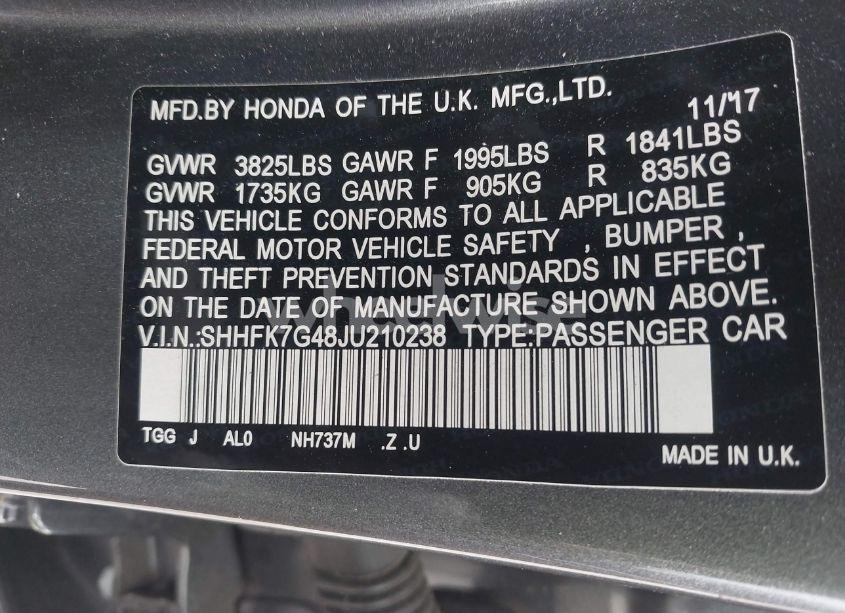 MFD.BY HONDA OF THE U.K. MFG.,LTD. 11/17
GVWR 3825LBS GAWR F 1995LBS R 1841LBS
GVWR 1735KG GAWR F 905KG R 835KG
THIS VEHICLE CONFORMS TO ALL APPLICABLE
FEDERAL MOTOR VEHICLE SAFETY , BUMPER ,
AND THEFT PREVENTION STANDARDS IN EFFECT
ON THE DATE OF MANUFACTURE SHOWN ABOVE.
V.I.N.:SHHFK7G48JU210238 TYPE:PASSENGER CAR
TGG J AL0 NH737M .Z .U
MADE IN U.K.